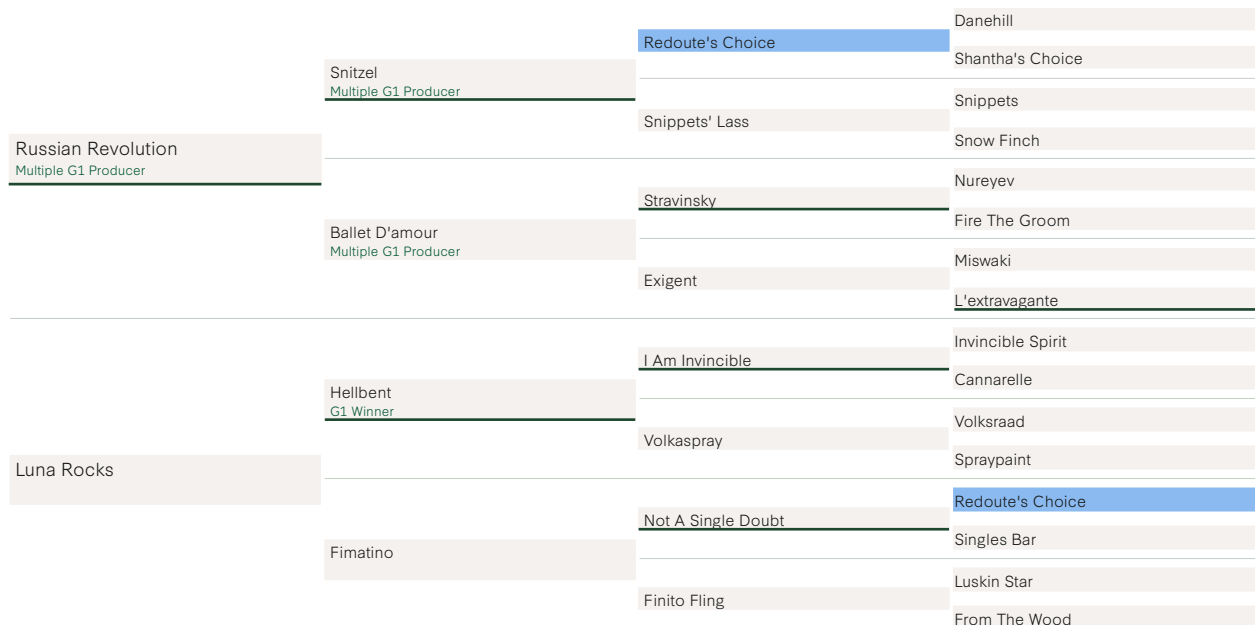 Danehill
Redoute's Choice
Shantha's Choice
Snitzel
Multiple G1 Producer
Snippets
Snippets' Lass
Snow Finch
Russian Revolution
Multiple G1 Producer
Nureyev
Stravinsky
Fire The Groom
Ballet D'amour
Multiple G1 Producer
Miswaki
Exigent
L'extravagante
Invincible Spirit
I Am Invincible
Cannarelle
Hellbent
G1 Winner
Volksraad
Volkaspray
Spraypaint
Luna Rocks
Redoute's Choice
Not A Single Doubt
Singles Bar
Fimatino
Luskin Star
Finito Fling
From The Wood